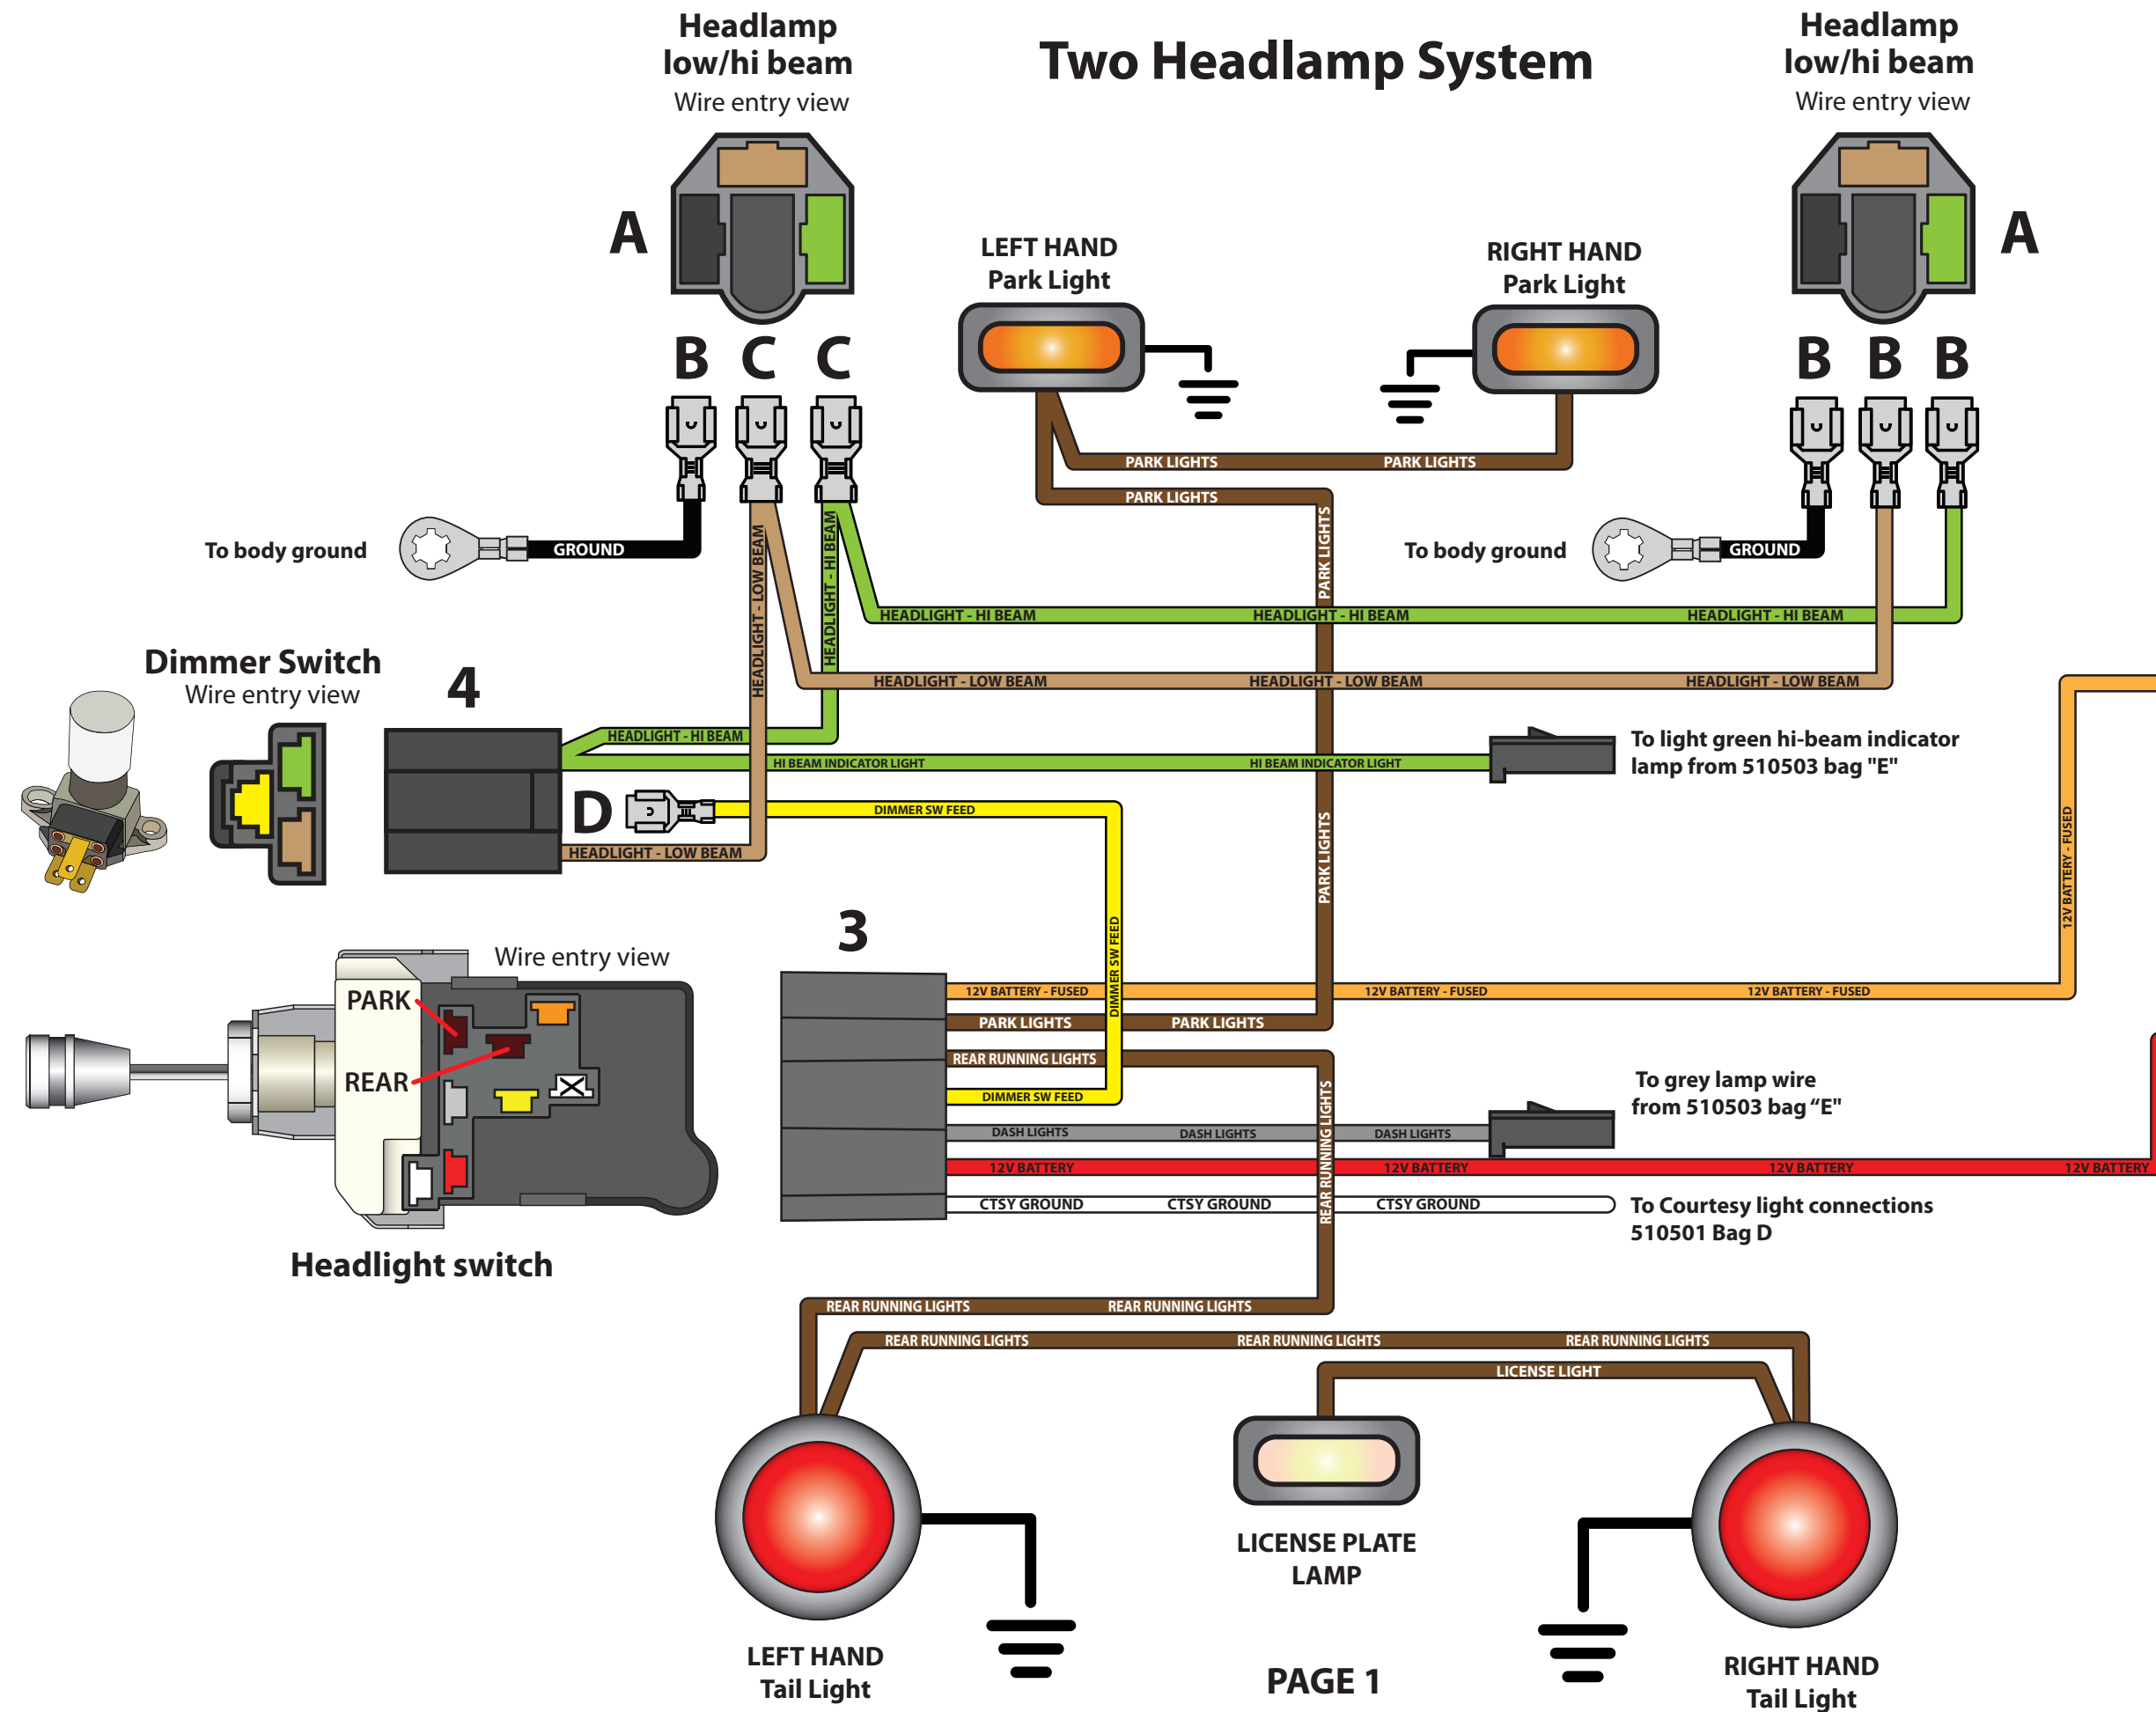 Headlamp
low/hi beam
Wire entry view
Two Headlamp System
Headlamp
low/hi beam
Wire entry view
A
A
LEFT HAND
Park Light
RIGHT HAND
Park Light
B C C
B B B
PARK LIGHTS PARK LIGHTS
PARK LIGHTS
PARK LIGHTS
To body ground
GROUND
To body ground
GROUND
HEADLIGHT - LOW BEAM
HEADLIGHT - HI BEAM
HEADLIGHT - HI BEAM HEADLIGHT - HI BEAM HEADLIGHT - HI BEAM
HEADLIGHT - LOW BEAM HEADLIGHT - LOW BEAM HEADLIGHT - LOW BEAM
Dimmer Switch
Wire entry view
4
HEADLIGHT - HI BEAM
HI BEAM INDICATOR LIGHT HI BEAM INDICATOR LIGHT
To light green hi-beam indicator
lamp from 510503 bag "E"
D
DIMMER SW FEED
HEADLIGHT - LOW BEAM
PARK LIGHTS
12V BATTERY - FUSED
DIMMER SW FEED
3
Wire entry view
PARK
REAR
Headlight switch
12V BATTERY - FUSED 12V BATTERY - FUSED 12V BATTERY - FUSED
PARK LIGHTS PARK LIGHTS
REAR RUNNING LIGHTS
DIMMER SW FEED
DASH LIGHTS DASH LIGHTS DASH LIGHTS
To grey lamp wire
from 510503 bag “E"
12V BATTERY 12V BATTERY 12V BATTERY 12V BATTERY
CTSY GROUND CTSY GROUND CTSY GROUND
To Courtesy light connections
510501 Bag D
REAR RUNNING LIGHTS
REAR RUNNING LIGHTS REAR RUNNING LIGHTS
REAR RUNNING LIGHTS REAR RUNNING LIGHTS REAR RUNNING LIGHTS
LICENSE LIGHT
LICENSE PLATE
LAMP
LEFT HAND
Tail Light
PAGE 1
RIGHT HAND
Tail Light